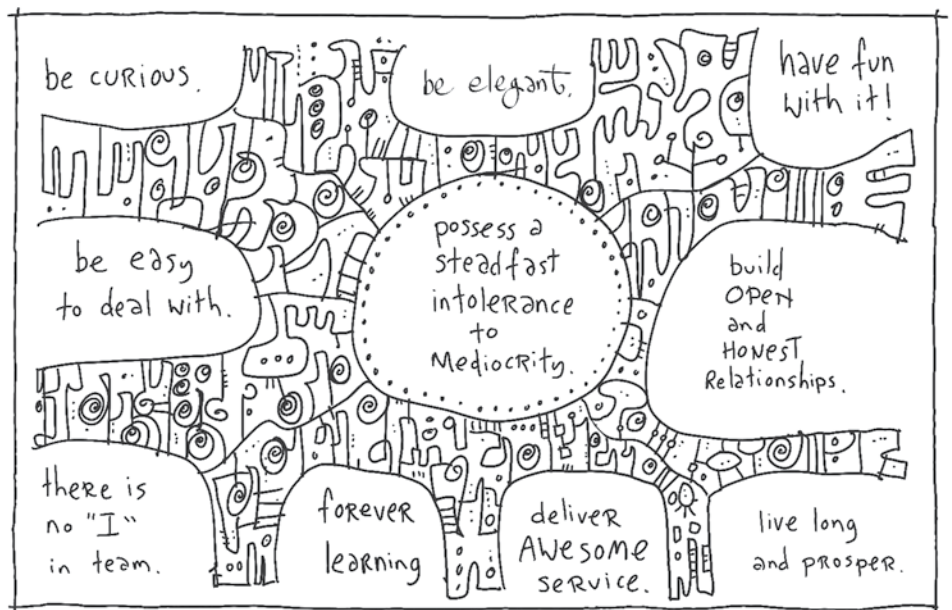 be curious.
be elegant.
have fun
with it!
be easy
to deal with.
possess a
steadfast
intolerance
to
Mediocrity.
build
OPEN
and
HONEST
Relationships.
there is
no "I"
in team.
forever
learning
deliver
AWESOME
service.
live long
and prosper.